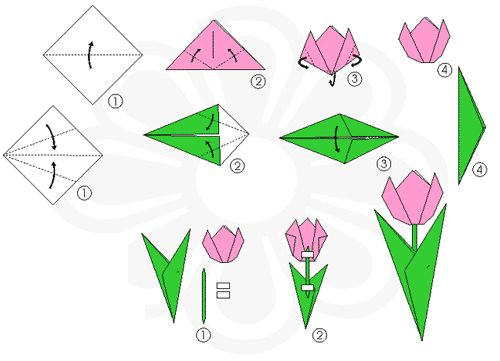 ① ② ③ ④
① ② ③ ④
① ②